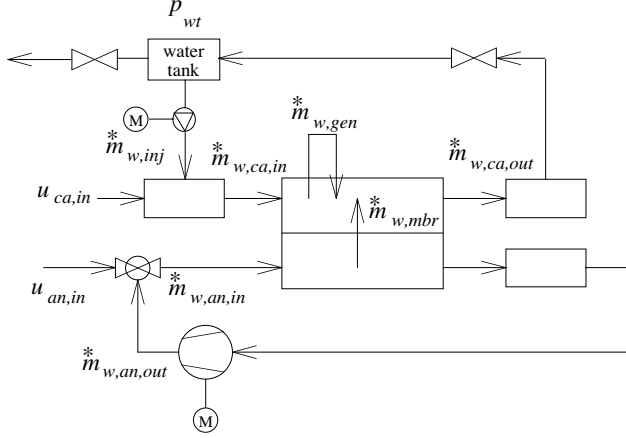 p_wt
water
tank
M
*m_w,inj
*m_w,gen
*m_w,ca,in
*m_w,ca,out
u_ca,in
*m_w,mbr
u_an,in
*m_w,an,in
*m_w,an,out
M